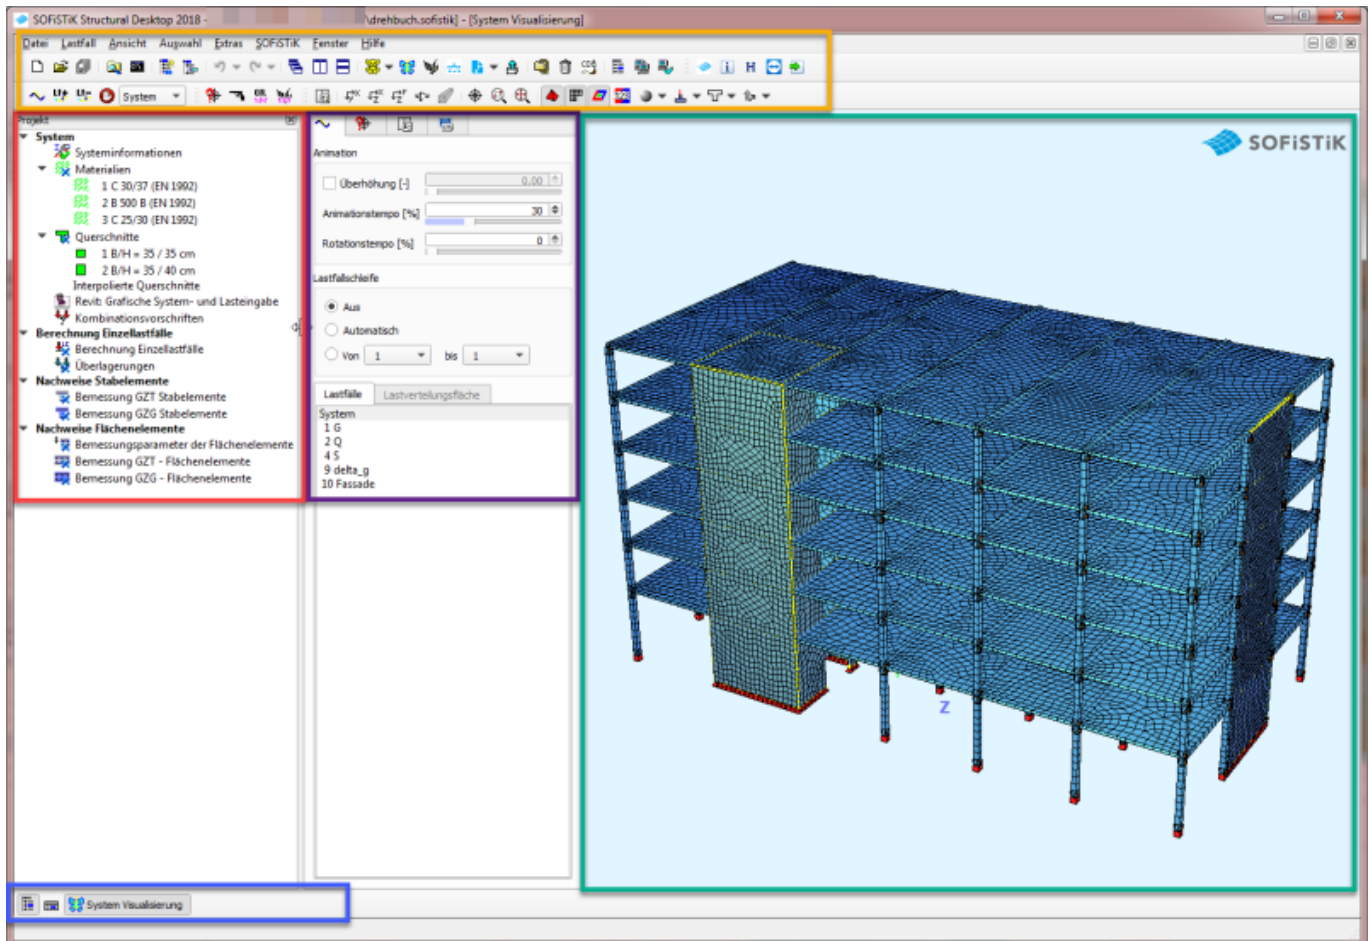 SOFiSTiK Structural Desktop 2018 - \drehbuch.sofistik] - [System Visualisierung]
Datei Lastfall Ansicht Auswahl Extras SOFiSTiK Fenster Hilfe
System
Projekt
System
Systeminformationen
Materialien
1 C 30/37 (EN 1992)
2 B 500 B (EN 1992)
3 C 25/30 (EN 1992)
Querschnitte
1 B/H = 35 / 35 cm
2 B/H = 35 / 40 cm
Interpolierte Querschnitte
Revit: Grafische System- und Lasteingabe
Kombinationsvorschriften
Berechnung Einzellastfälle
Berechnung Einzellastfälle
Überlagerungen
Nachweise Stabelemente
Bemessung GZT Stabelemente
Bemessung GZG Stabelemente
Nachweise Flächenelemente
Bemessungsparameter der Flächenelemente
Bemessung GZT - Flächenelemente
Bemessung GZG - Flächenelemente
Animation
Überhöhung [-] 0.00
Animationstempo [%] 30
Rotationstempo [%] 0
Lastfallschleife
Aus
Automatisch
Von 1 bis 1
Lastfälle Lastverteilungsfläche
System
1 G
2 Q
4 S
9 delta_g
10 Fassade
SOFiSTiK
Z
System Visualisierung